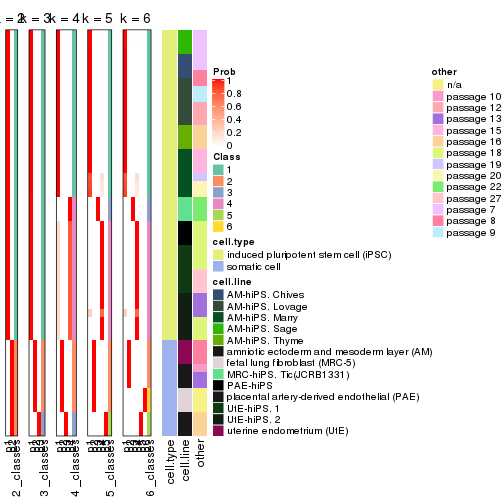 k = 2
k = 3
k = 4
k = 5
k = 6
Prob
1
0.8
0.6
0.4
0.2
0
Class
1
2
3
4
5
6
cell.type
induced pluripotent stem cell (iPSC)
somatic cell
cell.line
AM-hiPS. Chives
AM-hiPS. Lovage
AM-hiPS. Marry
AM-hiPS. Sage
AM-hiPS. Thyme
amniotic ectoderm and mesoderm layer (AM)
fetal lung fibroblast (MRC-5)
MRC-hiPS. Tic(JCRB1331)
PAE-hiPS
placental artery-derived endothelial (PAE)
UtE-hiPS. 1
UtE-hiPS. 2
uterine endometrium (UtE)
other
n/a
passage 10
passage 12
passage 13
passage 15
passage 16
passage 18
passage 19
passage 20
passage 22
passage 27
passage 7
passage 8
passage 9
2_classes
3_classes
4_classes
5_classes
6_classes
cell.type
cell.line
other